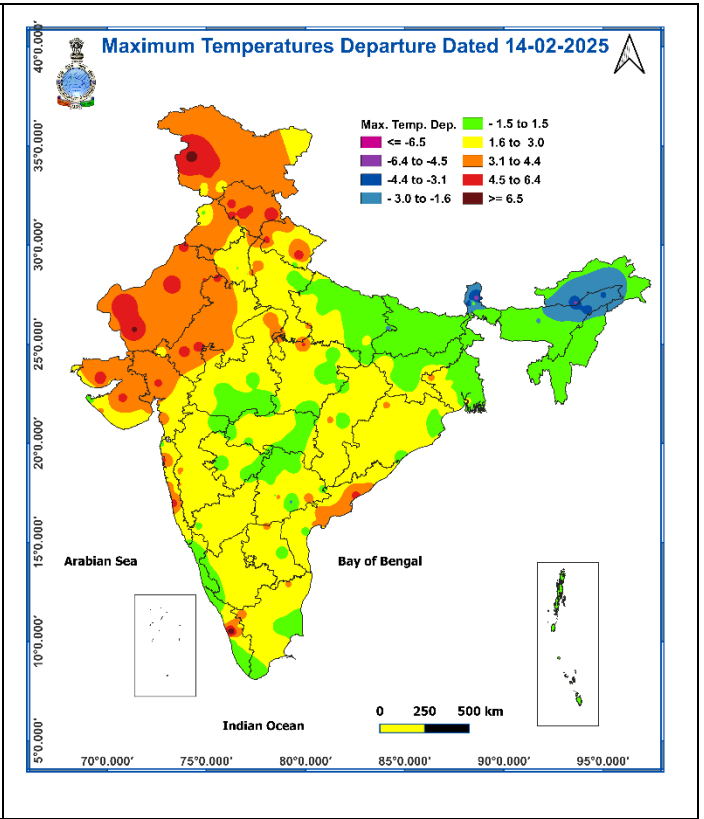 Maximum Temperatures Departure Dated 14-02-2025
Max. Temp. Dep.
<= -6.5
-6.4 to -4.5
-4.4 to -3.1
- 3.0 to -1.6
- 1.5 to 1.5
1.6 to 3.0
3.1 to 4.4
4.5 to 6.4
>= 6.5
40°0.000'
35°0.000'
30°0.000'
25°0.000'
20°0.000'
15°0.000'
10°0.000'
5°0.000'
Arabian Sea
Bay of Bengal
Indian Ocean
0 250 500 km
70°0.000' 75°0.000' 80°0.000' 85°0.000' 90°0.000' 95°0.000'